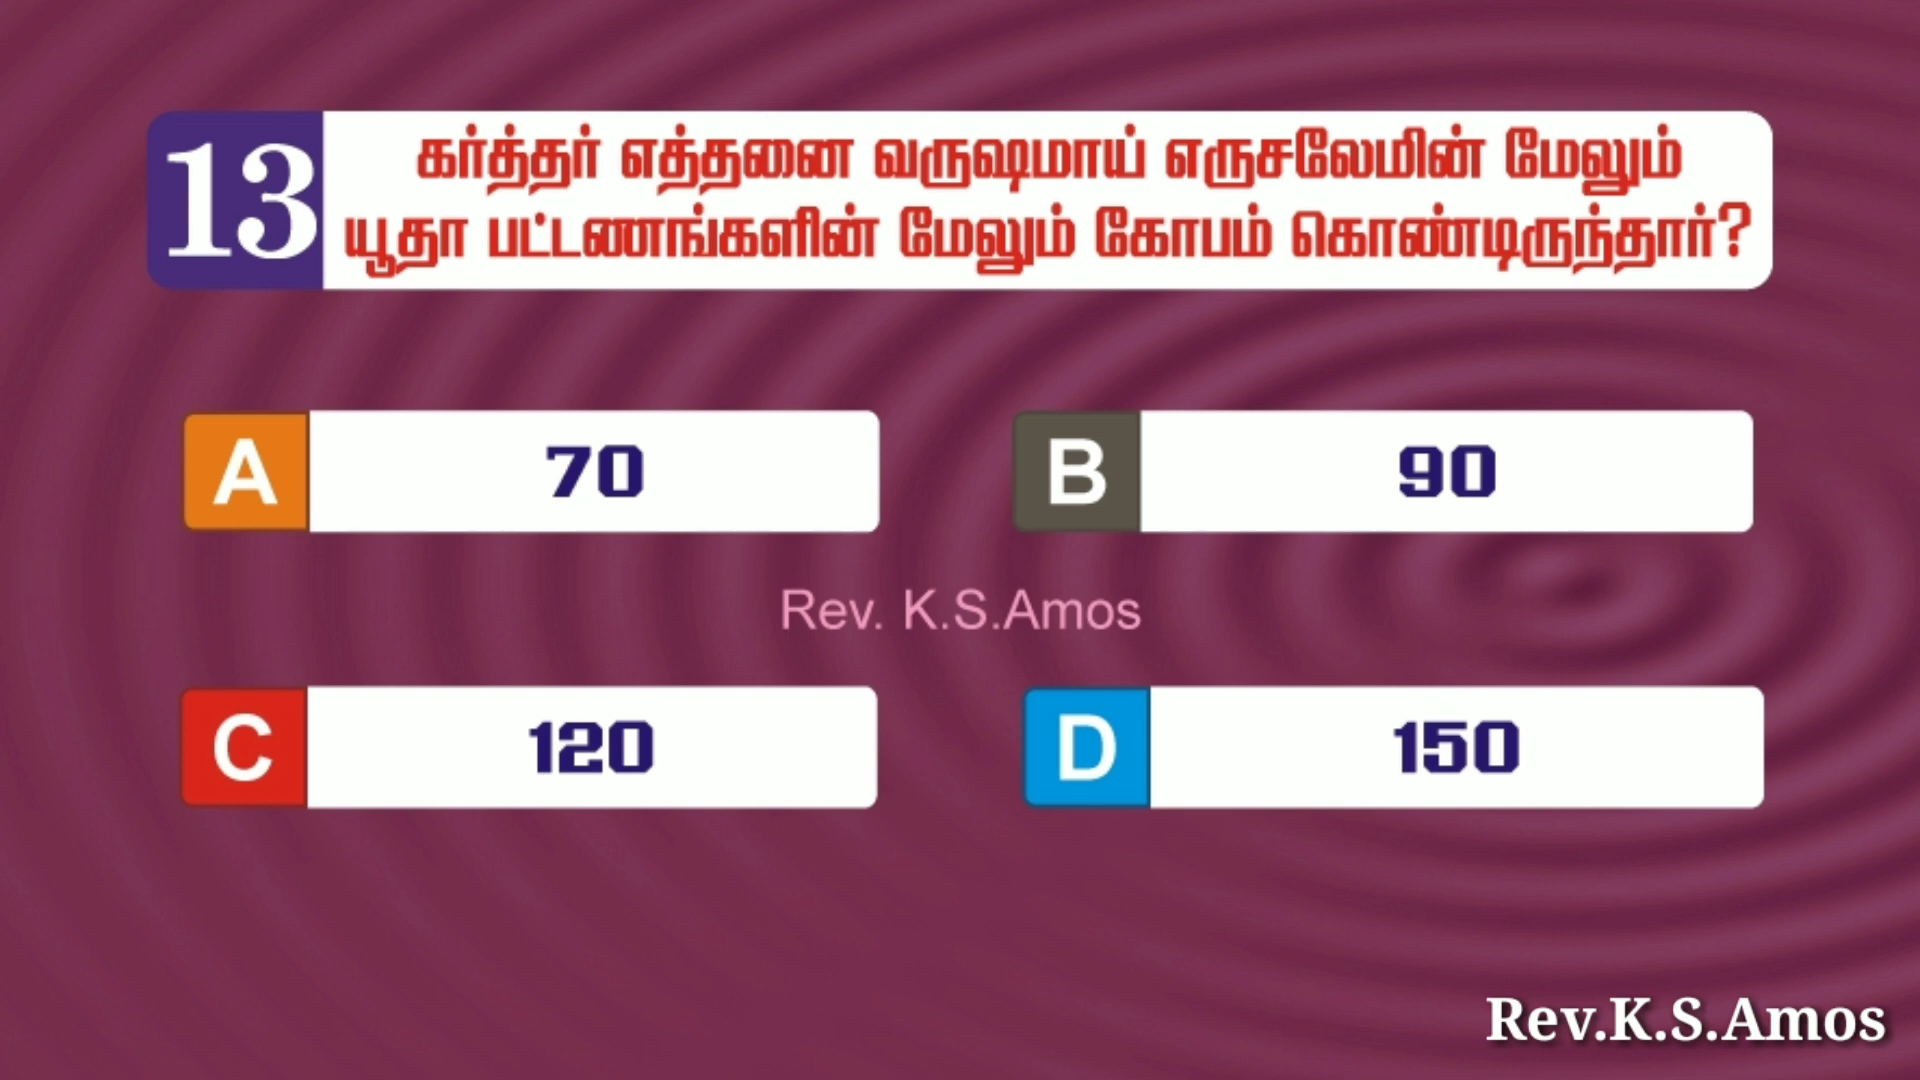 13
கர்த்தர் எத்தனை வருஷமாய் எருசலேமின் மேலும்
யூதா பட்டணங்களின் மேலும் கோபம் கொண்டிருந்தார்?
A 70
B 90
Rev. K.S.Amos
C 120
D 150
Rev.K.S.Amos